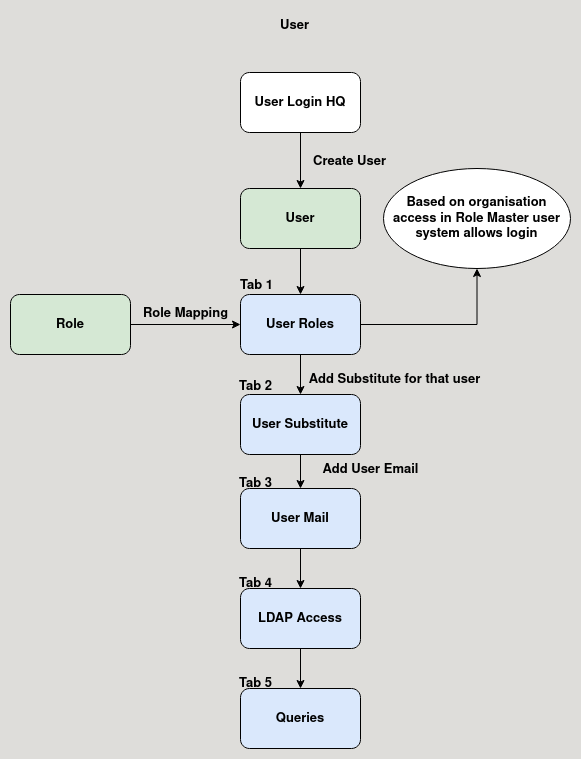 User
User Login HQ
Create User
User
Based on organisation
access in Role Master user
system allows login
Tab 1
Role
Role Mapping
User Roles
Add Substitute for that user
Tab 2
User Substitute
Add User Email
Tab 3
User Mail
Tab 4
LDAP Access
Tab 5
Queries